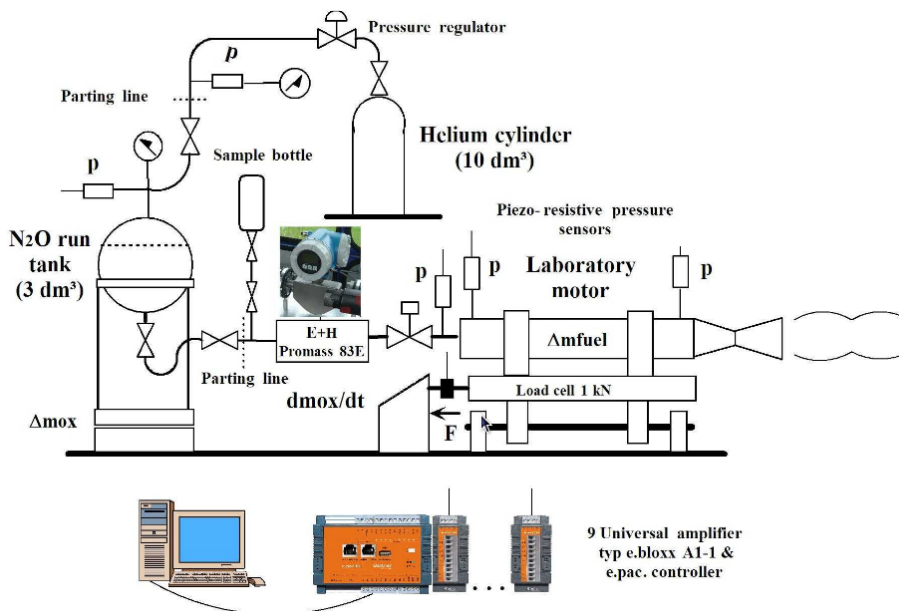 Pressure regulator
p
Parting line
Helium cylinder
(10 dm³)
Sample bottle
p
N2O run
tank
(3 dm³)
Piezo-resistive pressure
sensors
p
p
p
Laboratory
motor
E+H
Promass 83E
Δmfuel
Parting line
dmox/dt
Load cell 1 kN
Δmox
F
9 Universal amplifier
typ e.bloxx A1-1 &
e.pac. controller